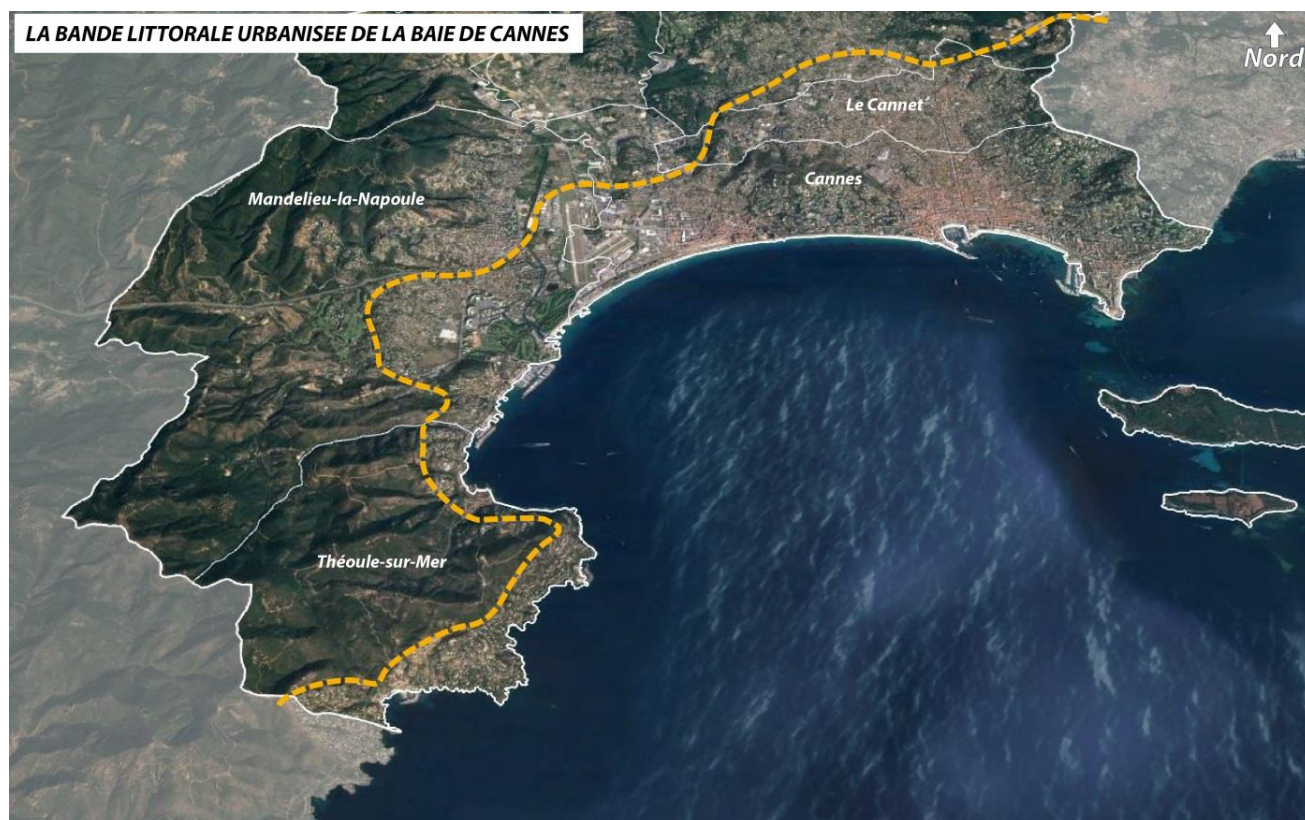 LA BANDE LITTORALE URBANISEE DE LA BAIE DE CANNES
Nord
Le Cannet
Cannes
Mandelieu-la-Napoule
Théoule-sur-Mer